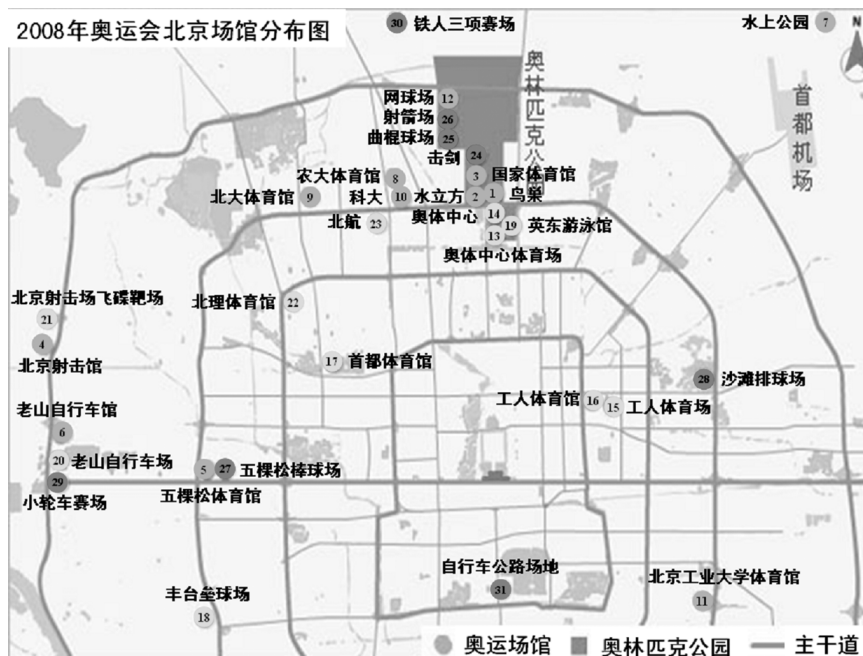 2008年奥运会北京场馆分布图
30 铁人三项赛场
水上公园 7
N
奥林匹克公园
首都机场
网球场 12
射箭场 26
曲棍球场 25
击剑 24
农大体育馆 8
3 国家体育馆
北大体育馆 9
科大 10
水立方 2
1 鸟巢
北航 23
奥体中心 14
19 英东游泳馆
13
奥体中心体育场
北京射击场飞碟靶场
21
北理体育馆 22
4
北京射击馆
17 首都体育馆
28 沙滩排球场
工人体育馆 16
15 工人体育场
老山自行车馆
6
20 老山自行车场
5 27 五棵松棒球场
29
小轮车赛场
五棵松体育馆
自行车公路场地
31
北京工业大学体育馆
11
丰台垒球场
18
奥运场馆 奥林匹克公园 主干道